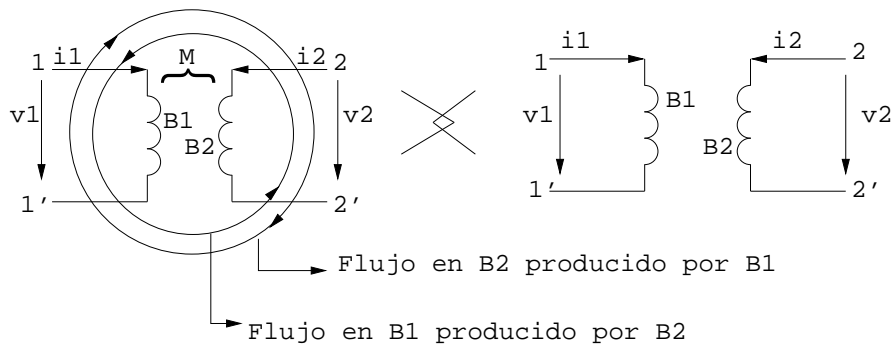 1 i1 M i2 2
v1 B1 B2 v2
1' 2'
i1 i2
1 2
v1 B1 B2 v2
1' 2'
Flujo en B2 producido por B1
Flujo en B1 producido por B2